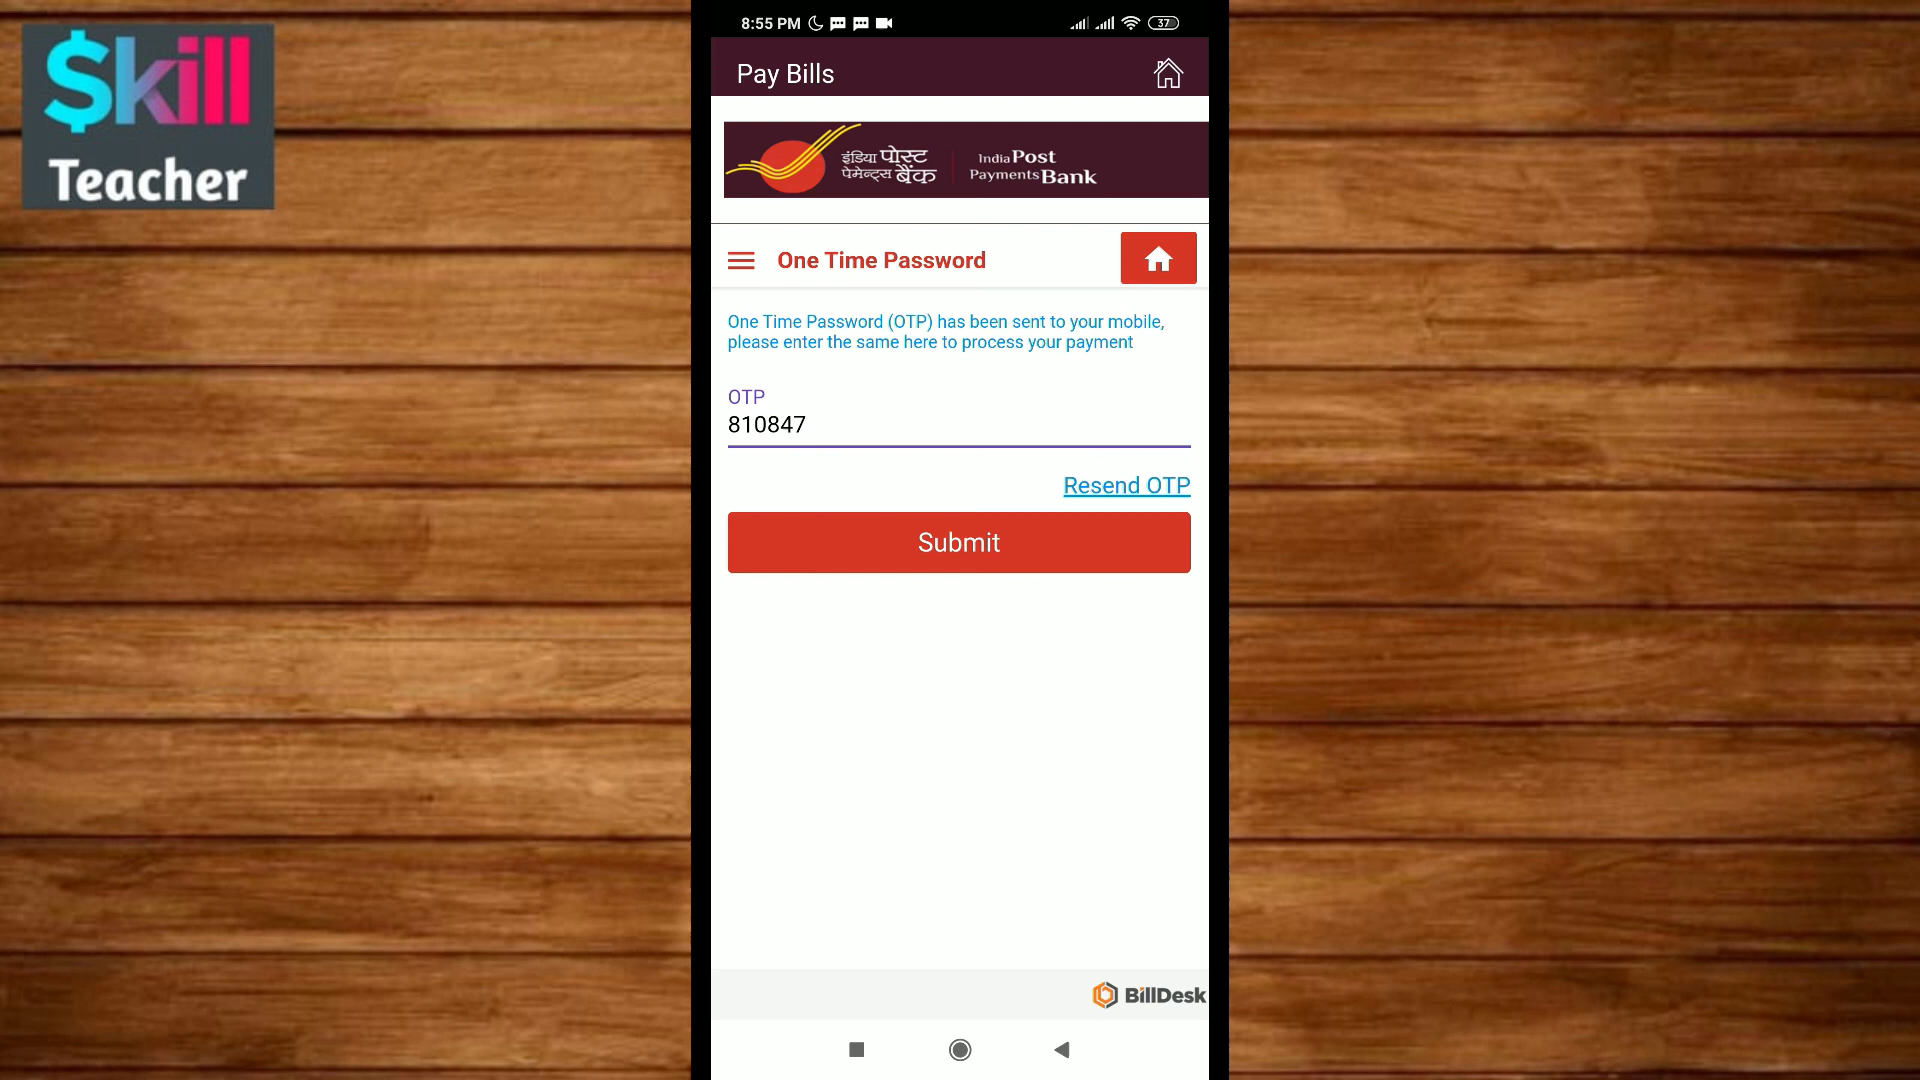 $kill
Teacher
8:55 PM
37
Pay Bills
इंडिया पोस्ट
पेमेन्ट्स बैंक
India Post
Payments Bank
One Time Password
One Time Password (OTP) has been sent to your mobile,
please enter the same here to process your payment
OTP
810847
Resend OTP
Submit
BillDesk